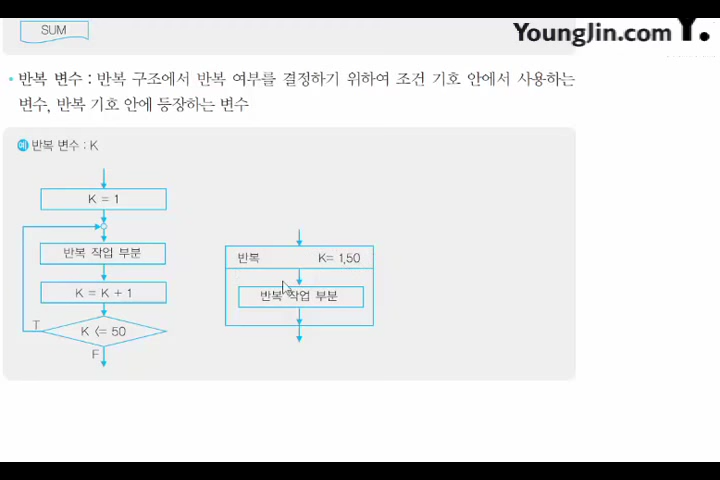 SUM
YoungJin.com Y.
• 반복 변수 : 반복 구조에서 반복 여부를 결정하기 위하여 조건 기호 안에서 사용하는
변수, 반복 기호 안에 등장하는 변수
예 반복 변수 : K
K = 1
반복 작업 부분
K = K + 1
T
K <= 50
F
반복 K= 1,50
반복 작업 부분